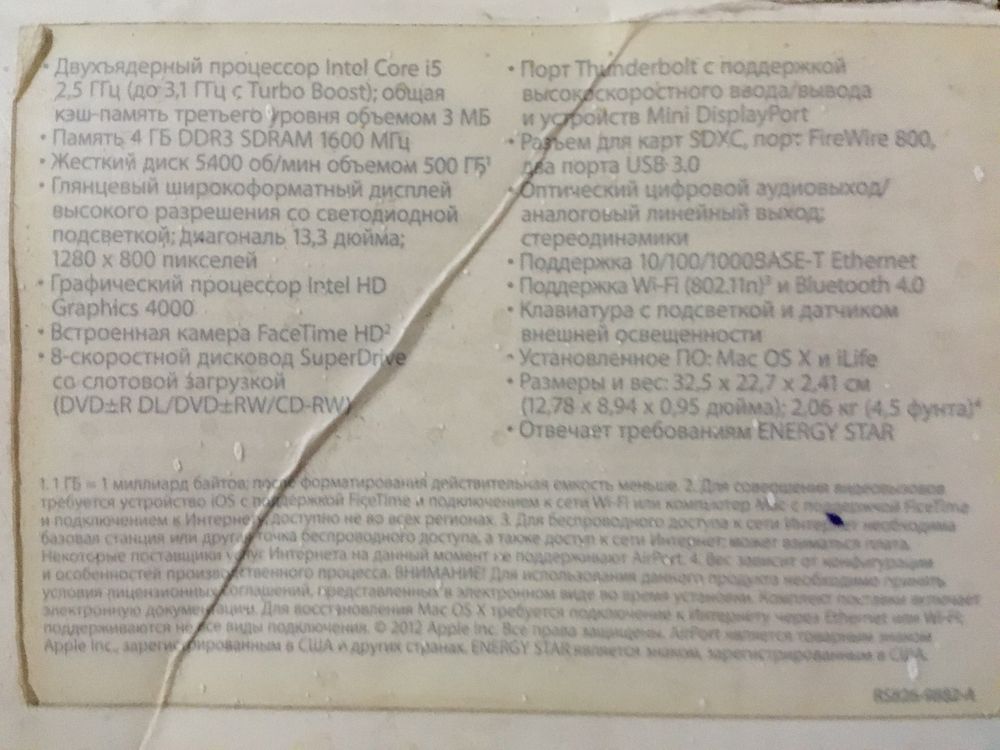 • Двухъядерный процессор Intel Core i5
2,5 ГГц (до 3,1 ГГц с Turbo Boost); общая
кэш-память третьего уровня объемом 3 МБ
• Память 4 ГБ DDR3 SDRAM 1600 МГц
• Жесткий диск 5400 об/мин объемом 500 ГБ¹
• Глянцевый широкоформатный дисплей
высокого разрешения со светодиодной
подсветкой; диагональ 13,3 дюйма;
1280 x 800 пикселей
• Графический процессор Intel HD
Graphics 4000
• Встроенная камера FaceTime HD²
• 8-скоростной дисковод SuperDrive
со слотовой загрузкой
(DVD±R DL/DVD±RW/CD-RW)
• Порт Thunderbolt с поддержкой
высокоскоростного ввода/вывода
и устройств Mini DisplayPort
• Разъем для карт SDXC, порт FireWire 800,
два порта USB 3.0
• Оптический цифровой аудиовыход/
аналоговый линейный выход;
стереодинамики
• Поддержка 10/100/1000BASE-T Ethernet
• Поддержка Wi-Fi (802.11n)³ и Bluetooth 4.0
• Клавиатура с подсветкой и датчиком
внешней освещенности
• Установленное ПО: Mac OS X и iLife
• Размеры и вес: 32,5 x 22,7 x 2,41 см
(12,78 x 8,94 x 0,95 дюйма); 2,06 кг (4,5 фунта)⁴
• Отвечает требованиям ENERGY STAR
1. 1 ГБ = 1 миллиард байтов; после форматирования действительная емкость меньше. 2. Для совершения видеовызовов
требуется устройство iOS с поддержкой FaceTime и подключением к сети Wi-Fi или компьютер Mac с поддержкой FaceTime
и подключением к Интернету; доступно не во всех регионах. 3. Для беспроводного доступа к сети Интернет необходима
базовая станция или другая точка беспроводного доступа, а также доступ к сети Интернет; может взиматься плата.
Некоторые поставщики услуг Интернета на данный момент не поддерживают AirPort. 4. Вес зависит от конфигурации
и особенностей производственного процесса. ВНИМАНИЕ! Для использования данного продукта необходимо принять
условия лицензионных соглашений, представленных в электронном виде во время установки. Комплект поставки включает
электронную документацию. Для восстановления Mac OS X требуется подключение к Интернету через Ethernet или Wi-Fi;
поддерживаются не все виды подключения. © 2012 Apple Inc. Все права защищены. AirPort является товарным знаком
Apple Inc., зарегистрированным в США и других странах. ENERGY STAR является знаком, зарегистрированным в США.
RS626-9882-A